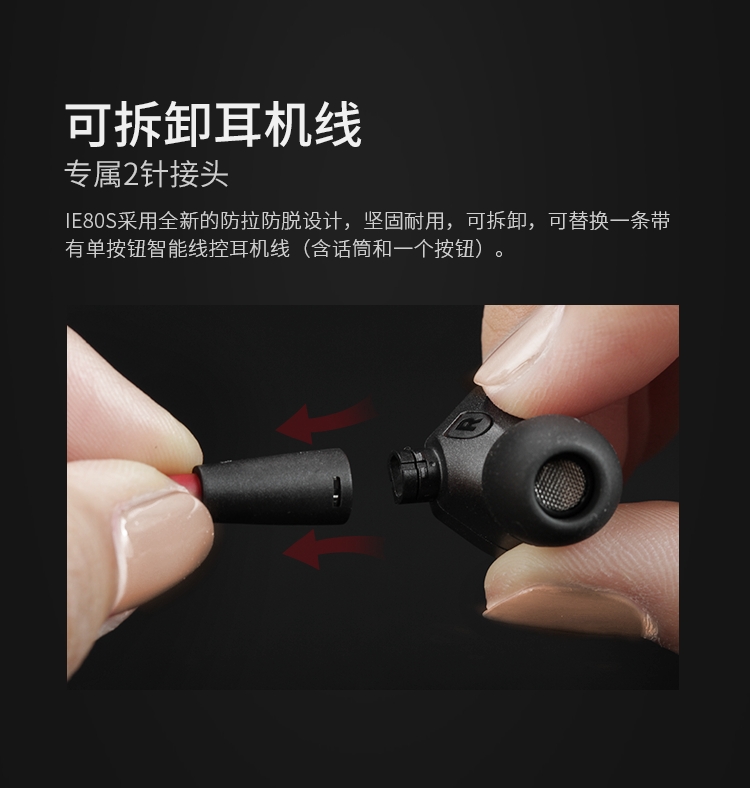 可拆卸耳机线
专属2针接头
IE80S采用全新的防拉防脱设计，坚固耐用，可拆卸，可替换一条带
有单按钮智能线控耳机线（含话筒和一个按钮）。
R